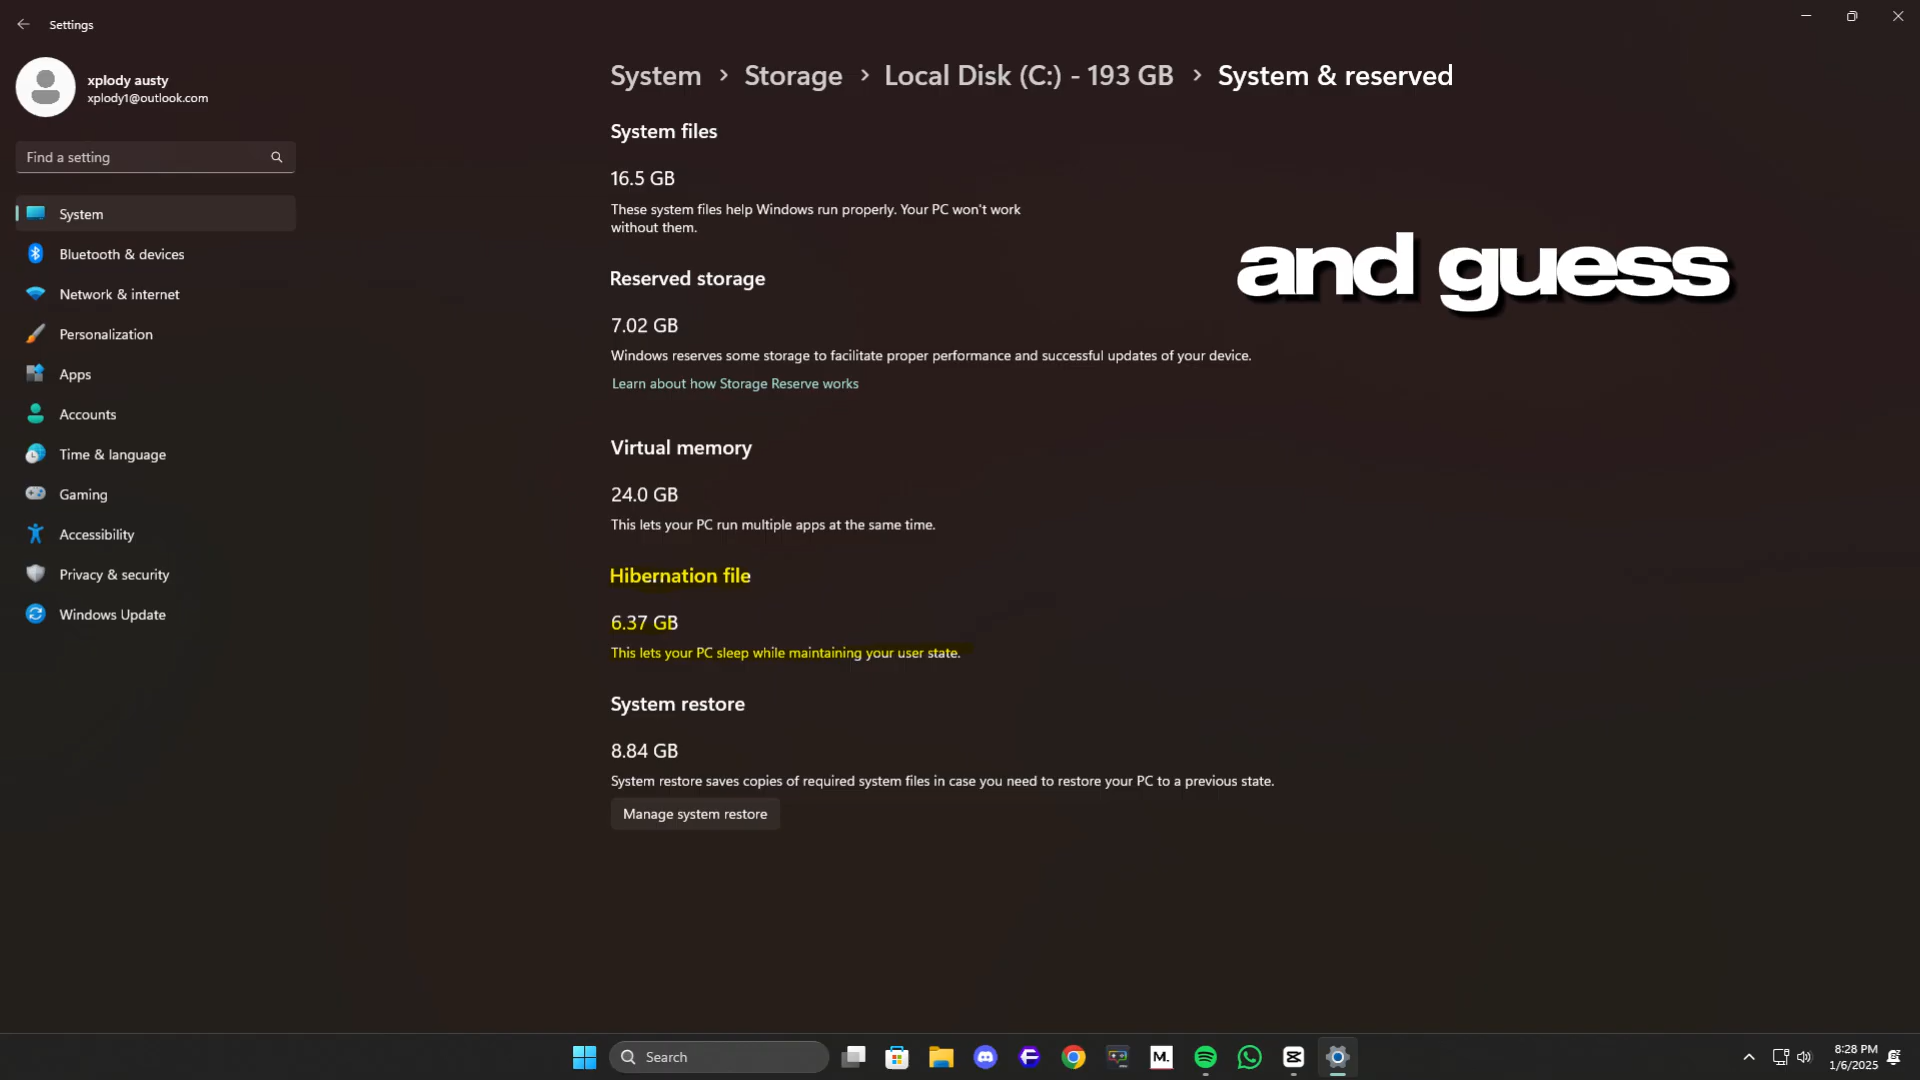 Settings
xplody austy
xplody1@outlook.com
Find a setting
System
Bluetooth & devices
Network & internet
Personalization
Apps
Accounts
Time & language
Gaming
Accessibility
Privacy & security
Windows Update
System > Storage > Local Disk (C:) - 193 GB > System & reserved
System files
16.5 GB
These system files help Windows run properly. Your PC won't work
without them.
and guess
Reserved storage
7.02 GB
Windows reserves some storage to facilitate proper performance and successful updates of your device.
Learn about how Storage Reserve works
Virtual memory
24.0 GB
This lets your PC run multiple apps at the same time.
Hibernation file
6.37 GB
This lets your PC sleep while maintaining your user state.
System restore
8.84 GB
System restore saves copies of required system files in case you need to restore your PC to a previous state.
Manage system restore
Search
M.
8:28 PM
1/6/2025